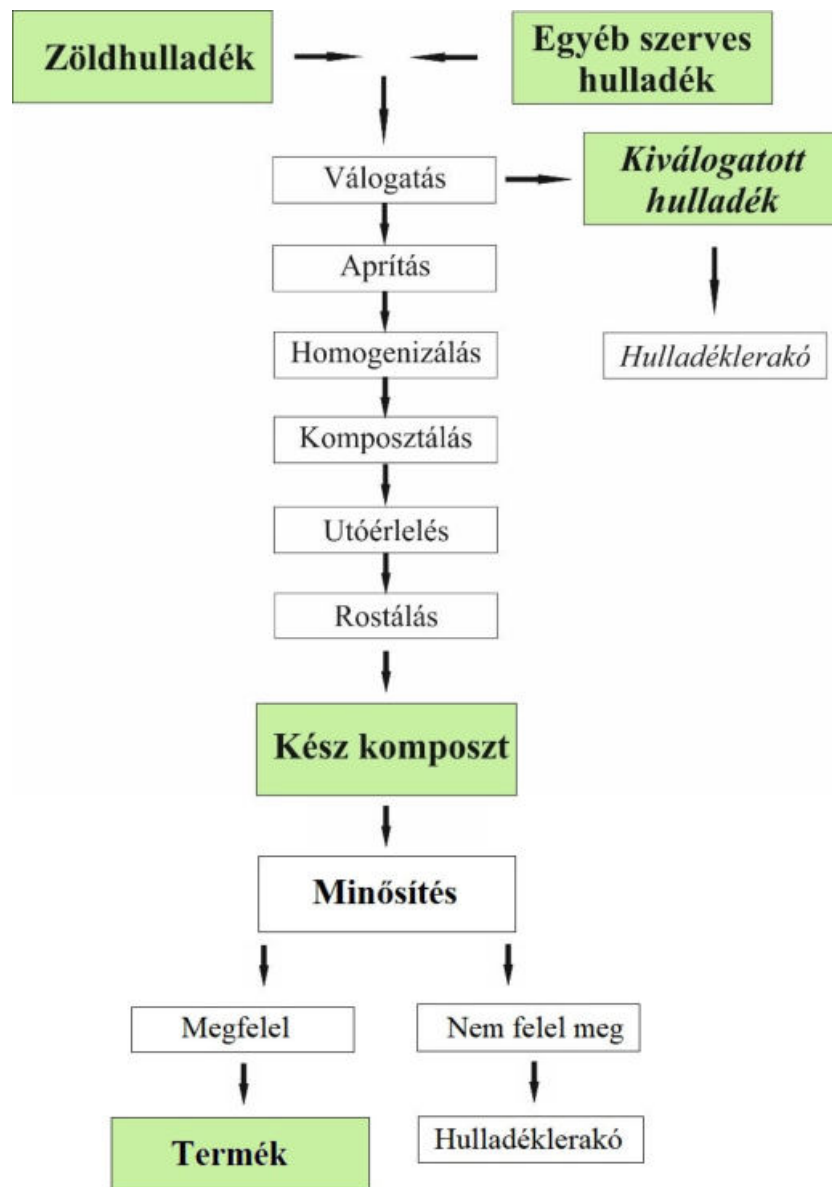 Zöldhulladék
Egyéb szerves
hulladék
Válogatás
Kiválogatott
hulladék
Aprítás
Homogenizálás
Hulladéklerakó
Komposztálás
Utóérlelés
Rostálás
Kész komposzt
Minősítés
Megfelel
Nem felel meg
Termék
Hulladéklerakó